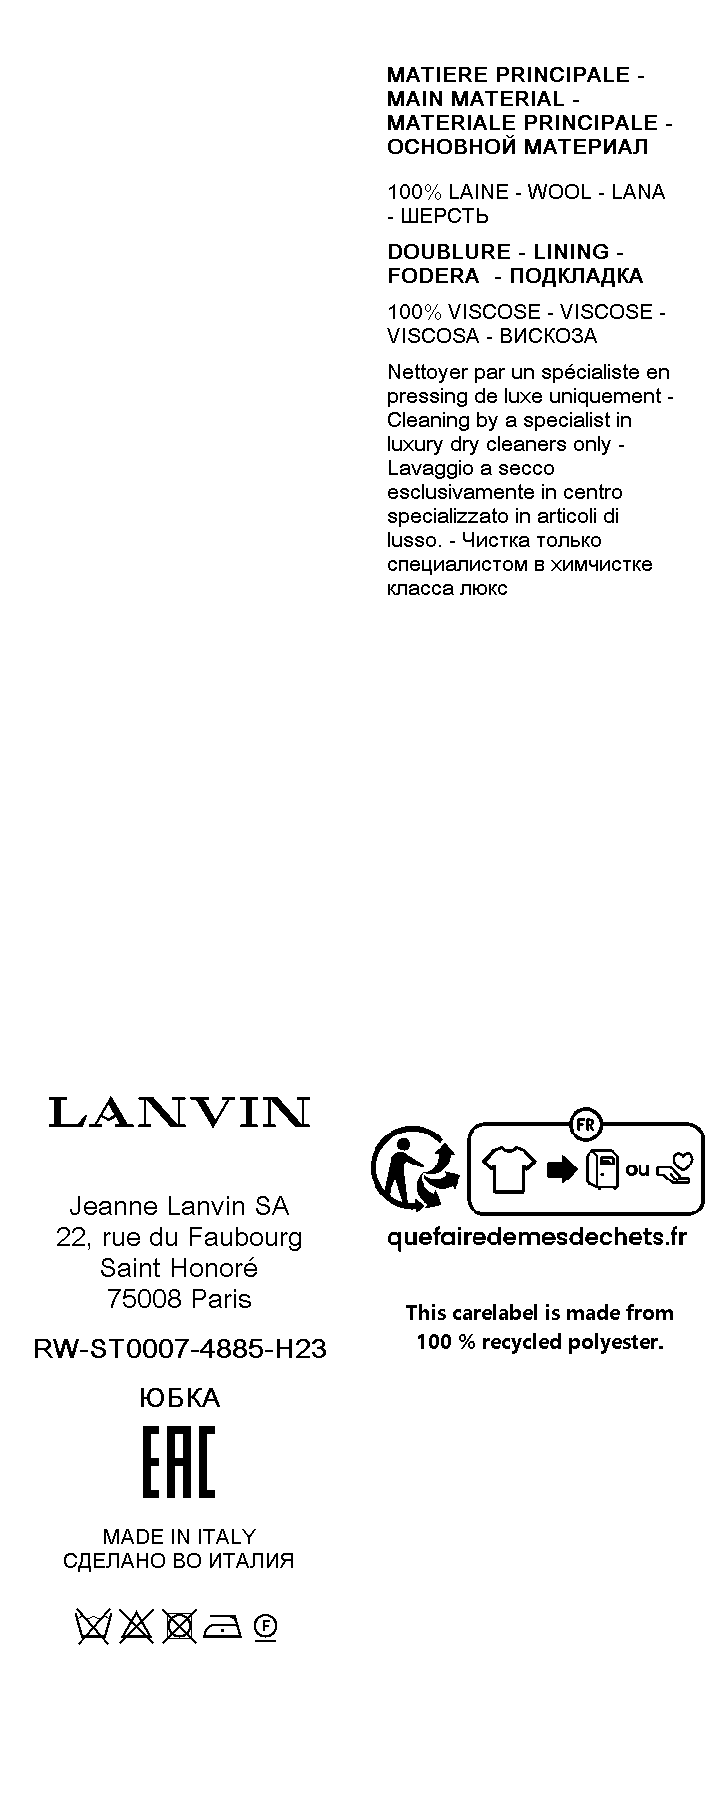 MATIERE PRINCIPALE -
MAIN MATERIAL -
MATERIALE PRINCIPALE -
ОСНОВНОЙ МАТЕРИАЛ
100% LAINE - WOOL - LANA
- ШЕРСТЬ
DOUBLURE - LINING -
FODERA - ПОДКЛАДКА
100% VISCOSE - VISCOSE -
VISCOSA - ВИСКОЗА
Nettoyer par un spécialiste en
pressing de luxe uniquement -
Cleaning by a specialist in
luxury dry cleaners only -
Lavaggio a secco
esclusivamente in centro
specializzato in articoli di
lusso. - Чистка только
специалистом в химчистке
класса люкс
LANVIN
Jeanne Lanvin SA
22, rue du Faubourg
Saint Honoré
75008 Paris
RW-ST0007-4885-H23
ЮБКА
EAC
MADE IN ITALY
СДЕЛАНО ВО ИТАЛИЯ
F
FR
ou
quefairedemesdechets.fr
This carelabel is made from
100 % recycled polyester.